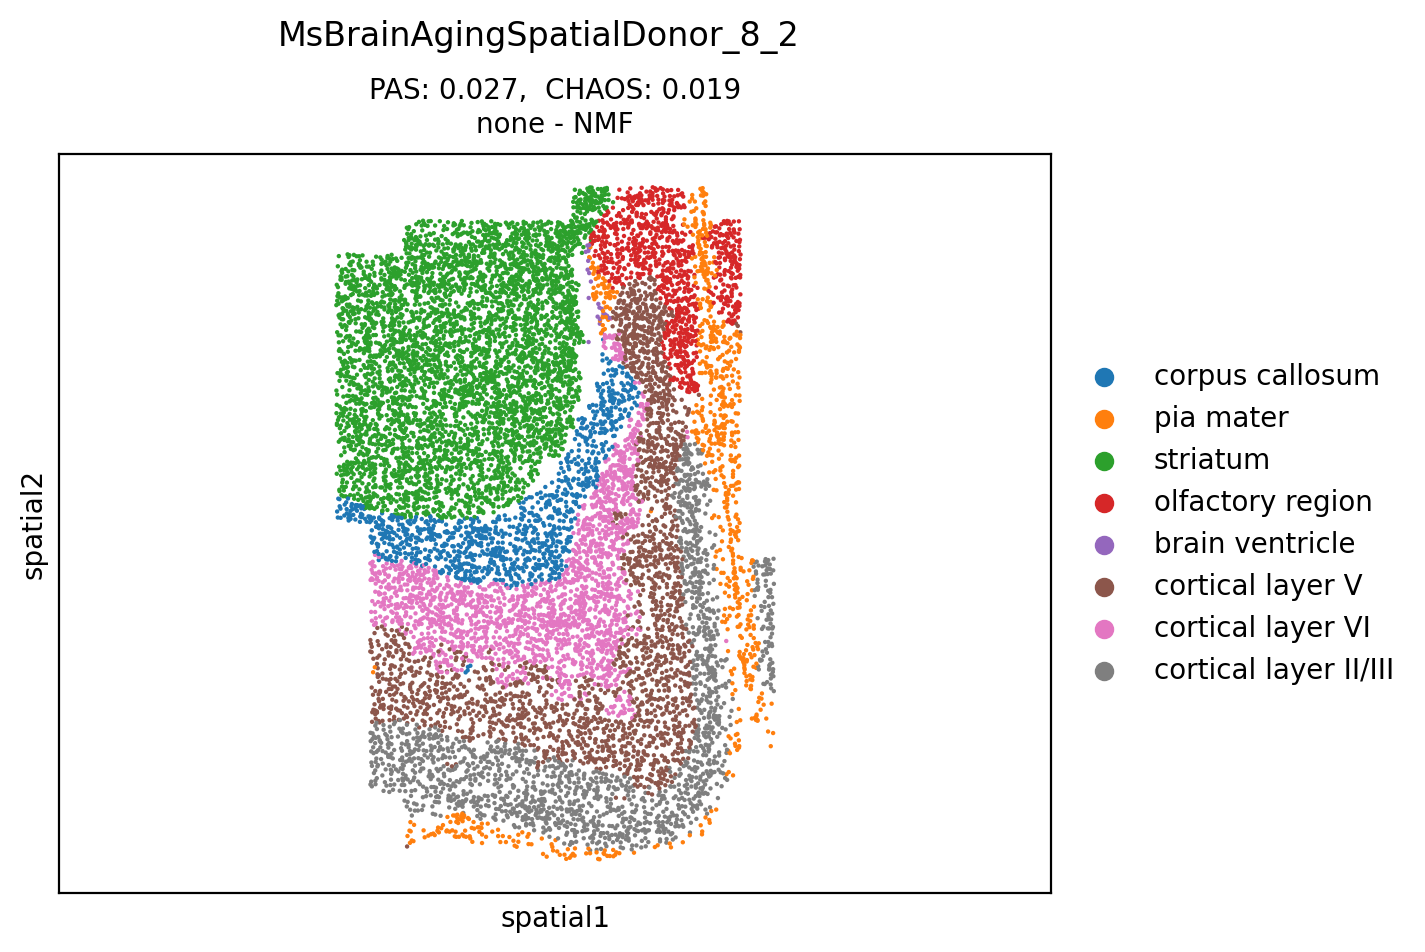 MsBrainAgingSpatialDonor_8_2
PAS: 0.027,  CHAOS: 0.019
none - NMF
spatial2
spatial1
corpus callosum
pia mater
striatum
olfactory region
brain ventricle
cortical layer V
cortical layer VI
cortical layer II/III